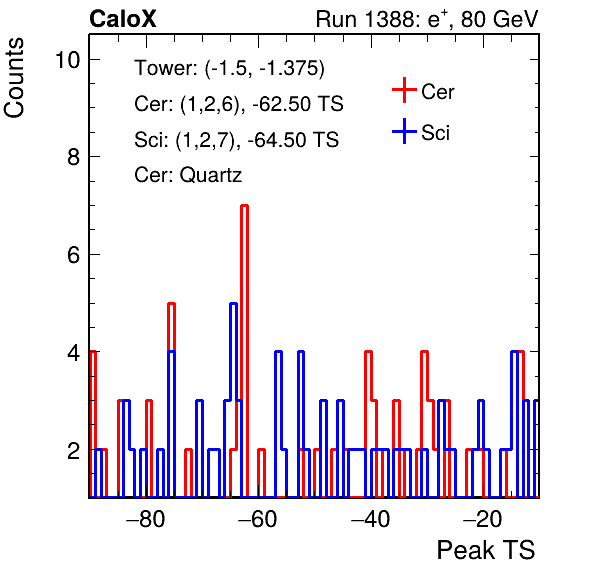 CaloX Run 1388: e⁺, 80 GeV
Counts
Tower: (-1.5, -1.375)
Cer: (1,2,6), -62.50 TS
Sci: (1,2,7), -64.50 TS
Cer: Quartz
Cer
Sci
10
8
6
4
2
−80 −60 −40 −20
Peak TS